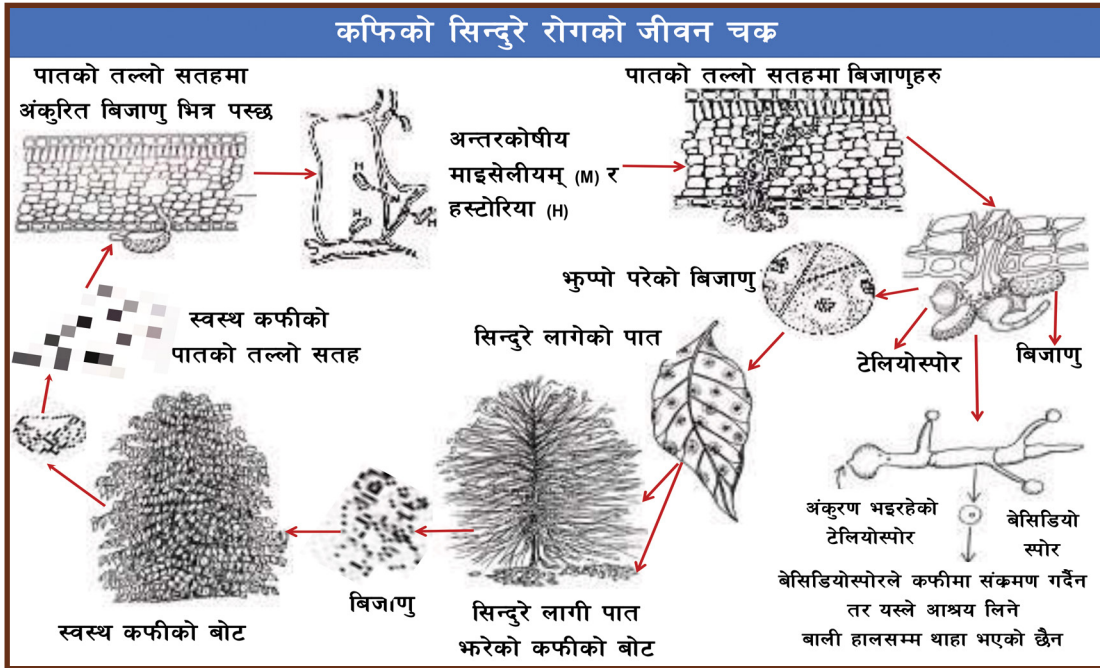 कफिको सिन्दुरे रोगको जीवन चक्र
पातको तल्लो सतहमा
अंकुरित बिजाणु भित्र पस्छ
अन्तरकोषीय
माइसेलीयम् (M) र
हस्टोरिया (H)
H
H
M
H
पातको तल्लो सतहमा बिजाणुहरु
झुप्पो परेको बिजाणु
टेलियोस्पोर
बिजाणु
स्वस्थ कफीको
पातको तल्लो सतह
सिन्दुरे लागेको पात
अंकुरण भइरहेको
टेलियोस्पोर
बेसिडियो
स्पोर
बेसिडियोस्पोरले कफीमा संक्रमण गर्दैन
तर यस्ले आश्रय लिने
बाली हालसम्म थाहा भएको छैन
स्वस्थ कफीको बोट
बिजाणु
सिन्दुरे लागी पात
झरेको कफीको बोट